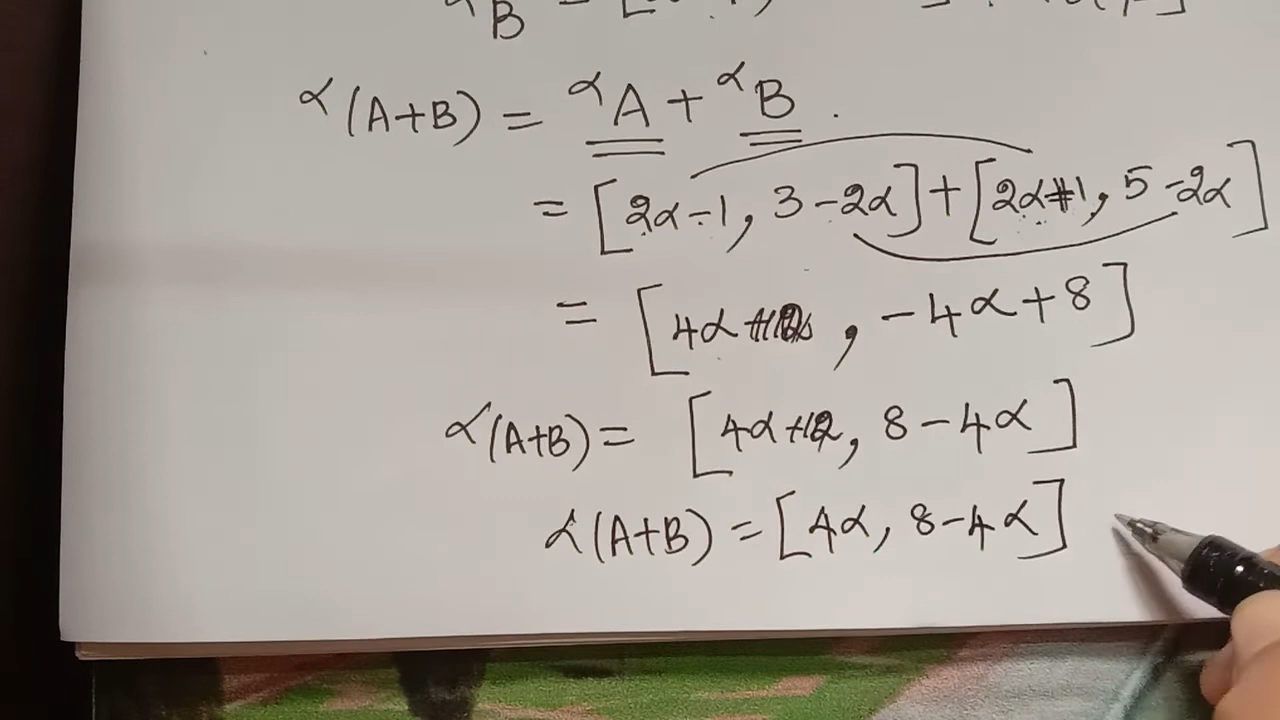 α B = [
α(A+B) = αA + αB .
= [2α-1, 3-2α] + [2α+1, 5-2α]
= [4α , -4α+8]
α(A+B) = [4α+2, 8-4α]
α(A+B) = [4α, 8-4α]